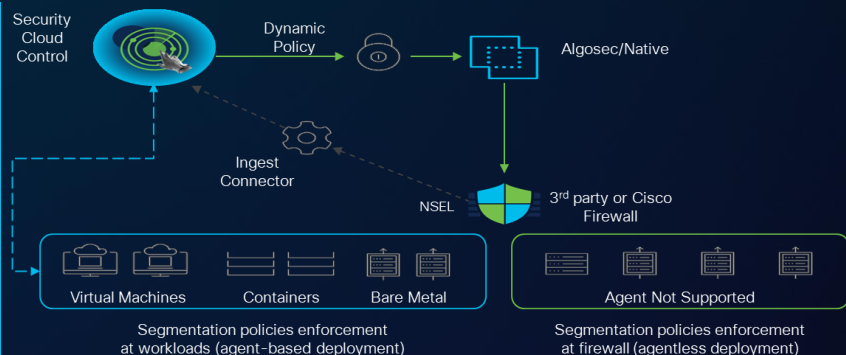 Security
Cloud
Control
Dynamic
Policy
Algosec/Native
Ingest
Connector
NSEL
3rd party or Cisco
Firewall
Virtual Machines
Containers
Bare Metal
Agent Not Supported
Segmentation policies enforcement
at workloads (agent-based deployment)
Segmentation policies enforcement
at firewall (agentless deployment)